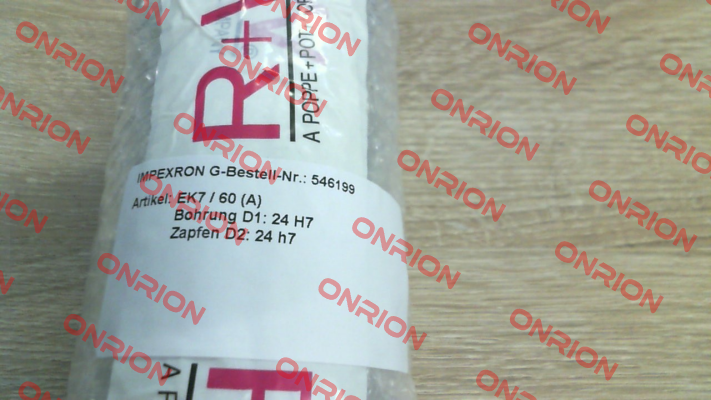 R+W
A POPPE+POT
IMPEXRON G-Bestell-Nr.: 546199
Artikel: EK7 / 60 (A)
Bohrung D1: 24 H7
Zapfen D2: 24 h7
ONRION